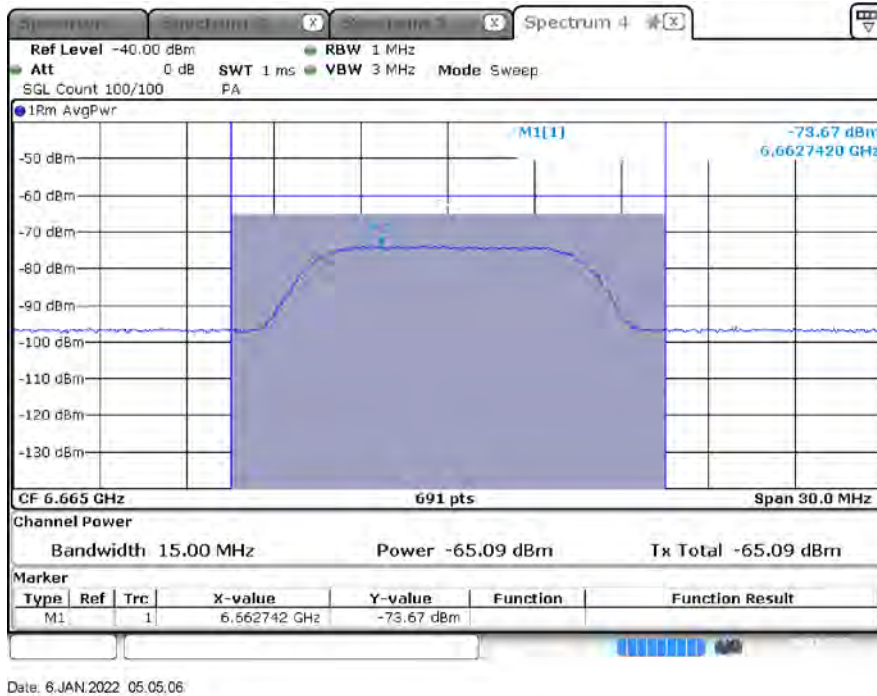 Spectrum 4
Ref Level -40.00 dBm RBW 1 MHz
Att 0 dB SWT 1 ms VBW 3 MHz Mode Sweep
SGL Count 100/100 PA
1Rm AvgPwr
M1[1] -73.67 dBm
6.6627420 GHz
-50 dBm
-60 dBm
-70 dBm
-80 dBm
-90 dBm
-100 dBm
-110 dBm
-120 dBm
-130 dBm
CF 6.665 GHz 691 pts Span 30.0 MHz
Channel Power
Bandwidth 15.00 MHz Power -65.09 dBm Tx Total -65.09 dBm
Marker
Type Ref Trc X-value Y-value Function Function Result
M1 1 6.662742 GHz -73.67 dBm
Date: 6.JAN.2022 05:05:06